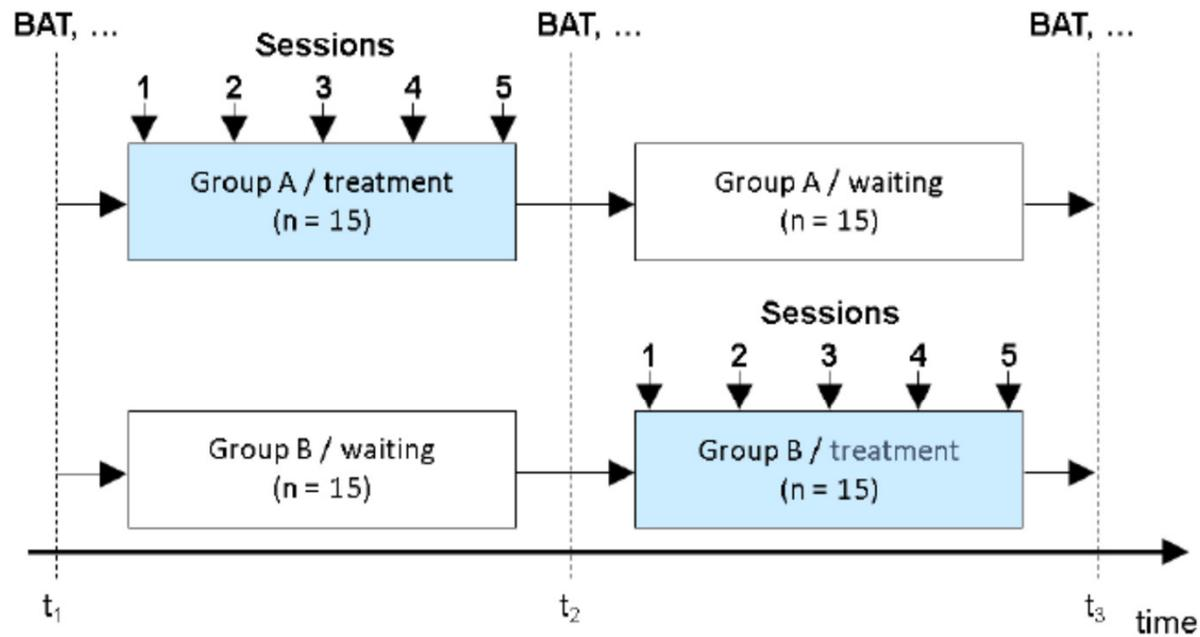 BAT, ... BAT, ... BAT, ...
Sessions
1 2 3 4 5
Group A / treatment
(n = 15)
Group A / waiting
(n = 15)
Sessions
1 2 3 4 5
Group B / waiting
(n = 15)
Group B / treatment
(n = 15)
t₁ t₂ t₃ time